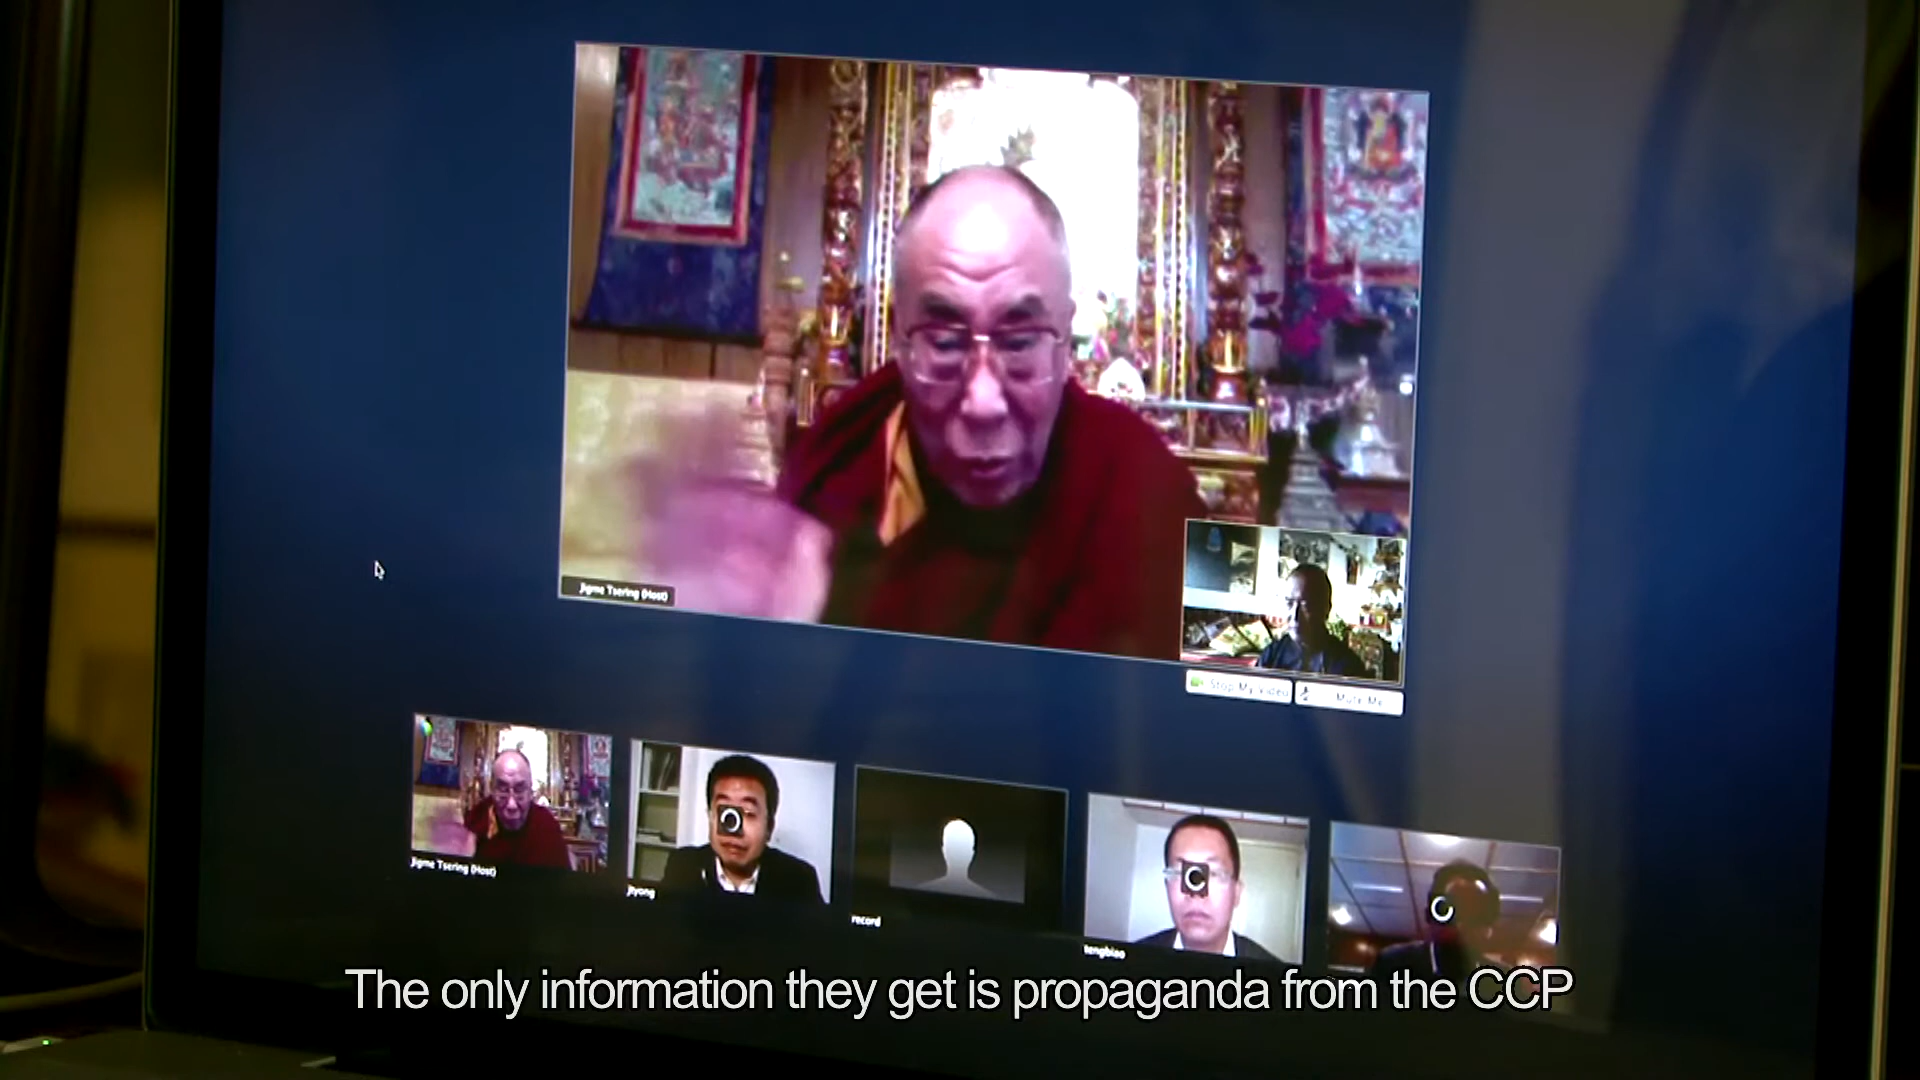 Jigme Tsering (Host)
Stop My Video
Mute Me
Jigme Tsering (Host)
jiyong
record
tengbiao
The only information they get is propaganda from the CCP